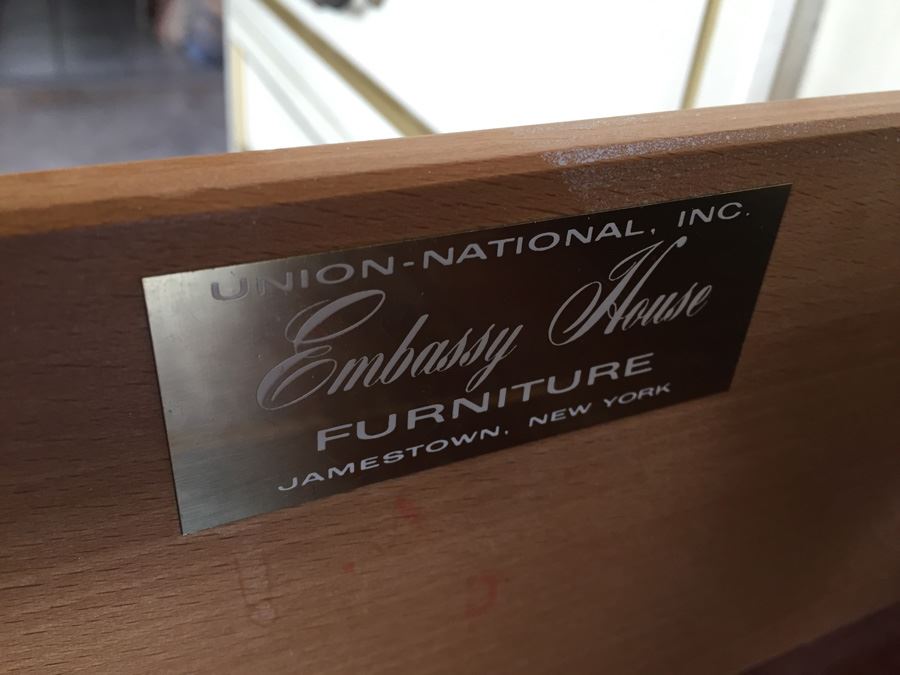 UNION-NATIONAL, INC.
Embassy House
FURNITURE
JAMESTOWN, NEW YORK